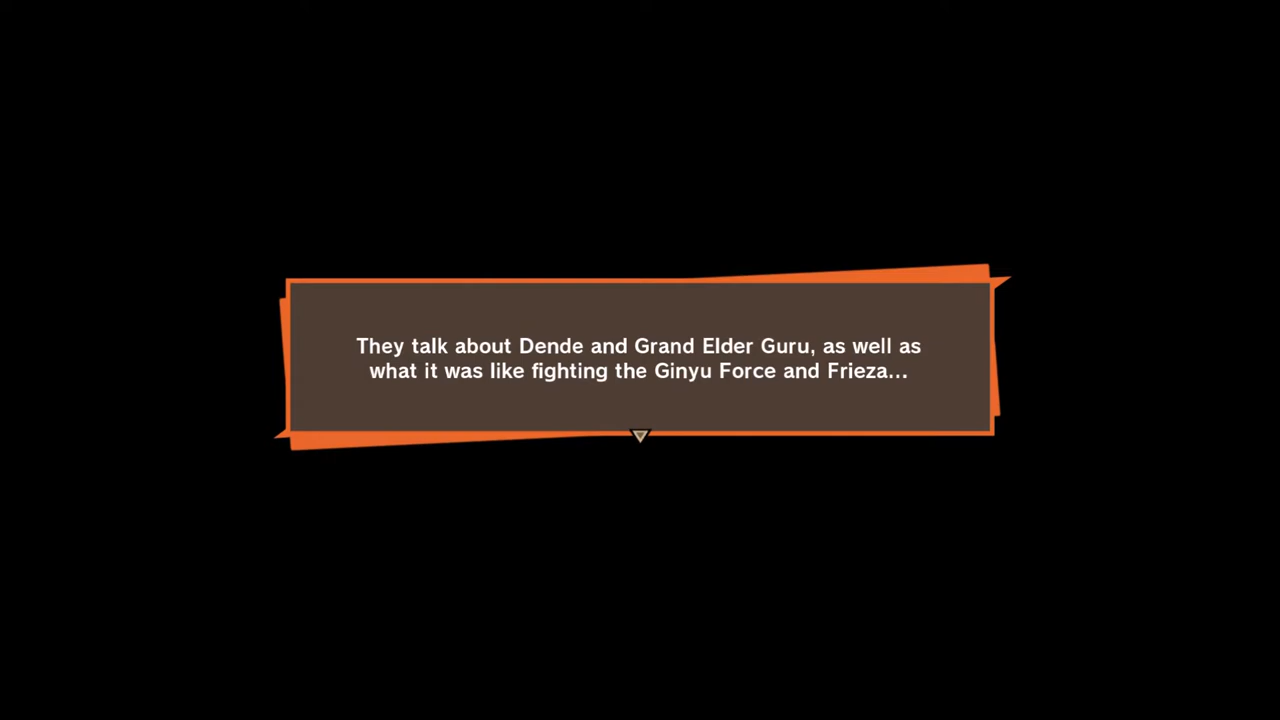 They talk about Dende and Grand Elder Guru, as well as
what it was like fighting the Ginyu Force and Frieza...